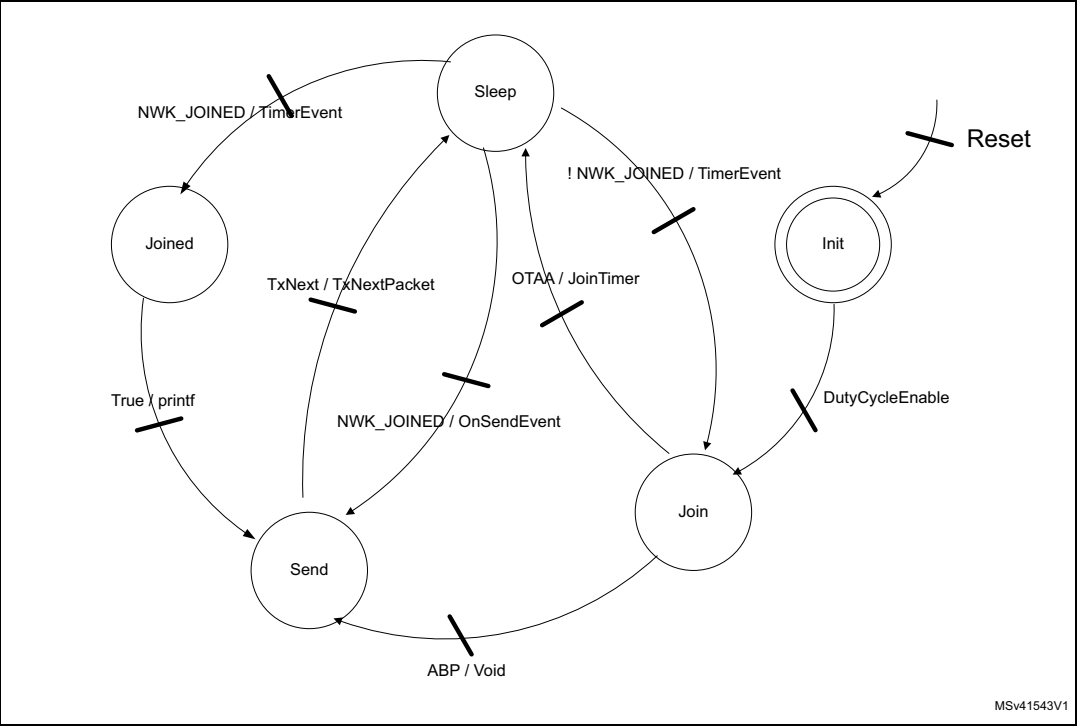 Sleep
NWK_JOINED / TimerEvent
Reset
! NWK_JOINED / TimerEvent
Joined
Init
TxNext / TxNextPacket
OTAA / JoinTimer
True / printf
DutyCycleEnable
NWK_JOINED / OnSendEvent
Join
Send
ABP / Void
MSv41543V1